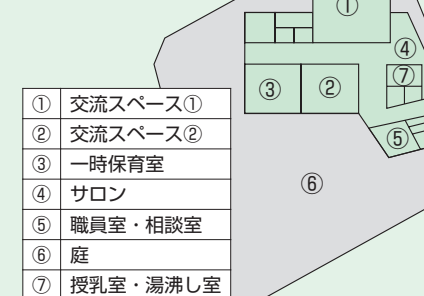 ①
④
⑦
③
②
⑤
⑥
① 交流スペース①
② 交流スペース②
③ 一時保育室
④ サロン
⑤ 職員室・相談室
⑥ 庭
⑦ 授乳室・湯沸し室